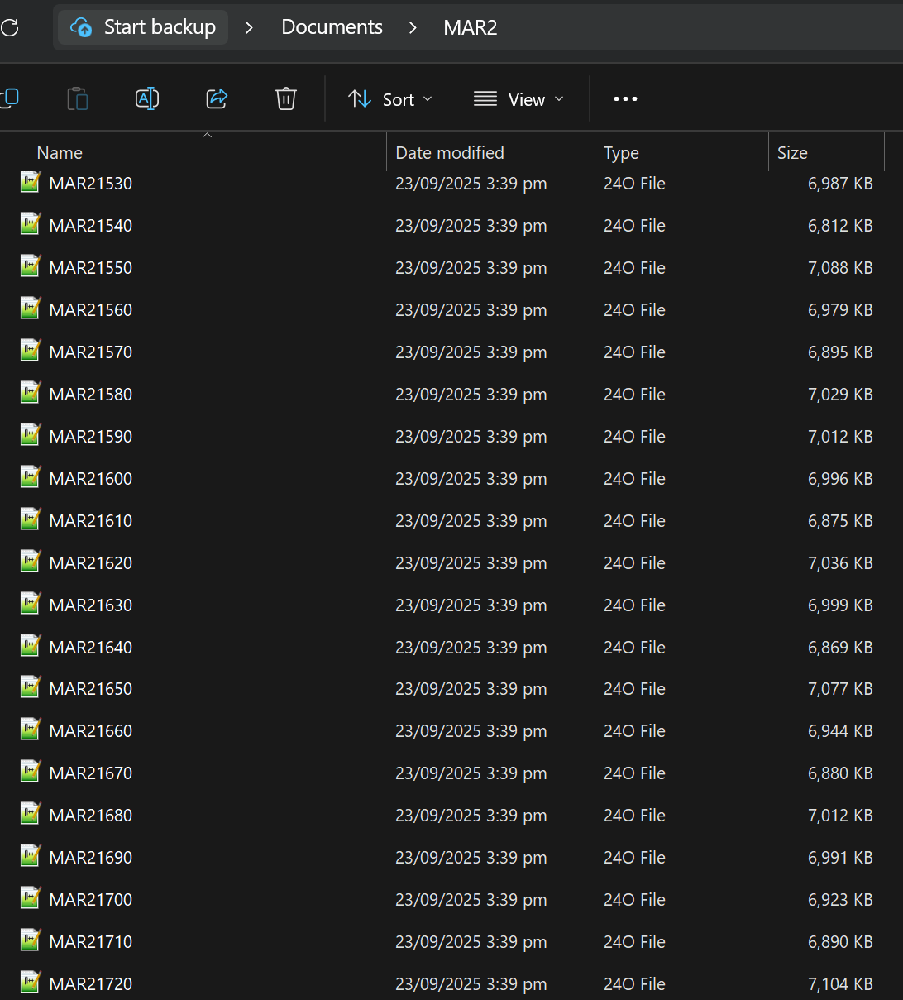 Start backup > Documents > MAR2
Sort View ...
Name Date modified Type Size
MAR21530 23/09/2025 3:39 pm 24O File 6,987 KB
MAR21540 23/09/2025 3:39 pm 24O File 6,812 KB
MAR21550 23/09/2025 3:39 pm 24O File 7,088 KB
MAR21560 23/09/2025 3:39 pm 24O File 6,979 KB
MAR21570 23/09/2025 3:39 pm 24O File 6,895 KB
MAR21580 23/09/2025 3:39 pm 24O File 7,029 KB
MAR21590 23/09/2025 3:39 pm 24O File 7,012 KB
MAR21600 23/09/2025 3:39 pm 24O File 6,996 KB
MAR21610 23/09/2025 3:39 pm 24O File 6,875 KB
MAR21620 23/09/2025 3:39 pm 24O File 7,036 KB
MAR21630 23/09/2025 3:39 pm 24O File 6,999 KB
MAR21640 23/09/2025 3:39 pm 24O File 6,869 KB
MAR21650 23/09/2025 3:39 pm 24O File 7,077 KB
MAR21660 23/09/2025 3:39 pm 24O File 6,944 KB
MAR21670 23/09/2025 3:39 pm 24O File 6,880 KB
MAR21680 23/09/2025 3:39 pm 24O File 7,012 KB
MAR21690 23/09/2025 3:39 pm 24O File 6,991 KB
MAR21700 23/09/2025 3:39 pm 24O File 6,923 KB
MAR21710 23/09/2025 3:39 pm 24O File 6,890 KB
MAR21720 23/09/2025 3:39 pm 24O File 7,104 KB